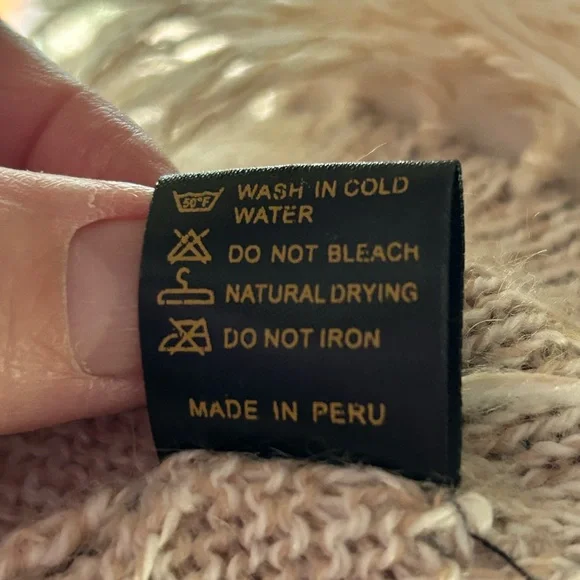 50°F WASH IN COLD
WATER
DO NOT BLEACH
NATURAL DRYING
DO NOT IRON
MADE IN PERU